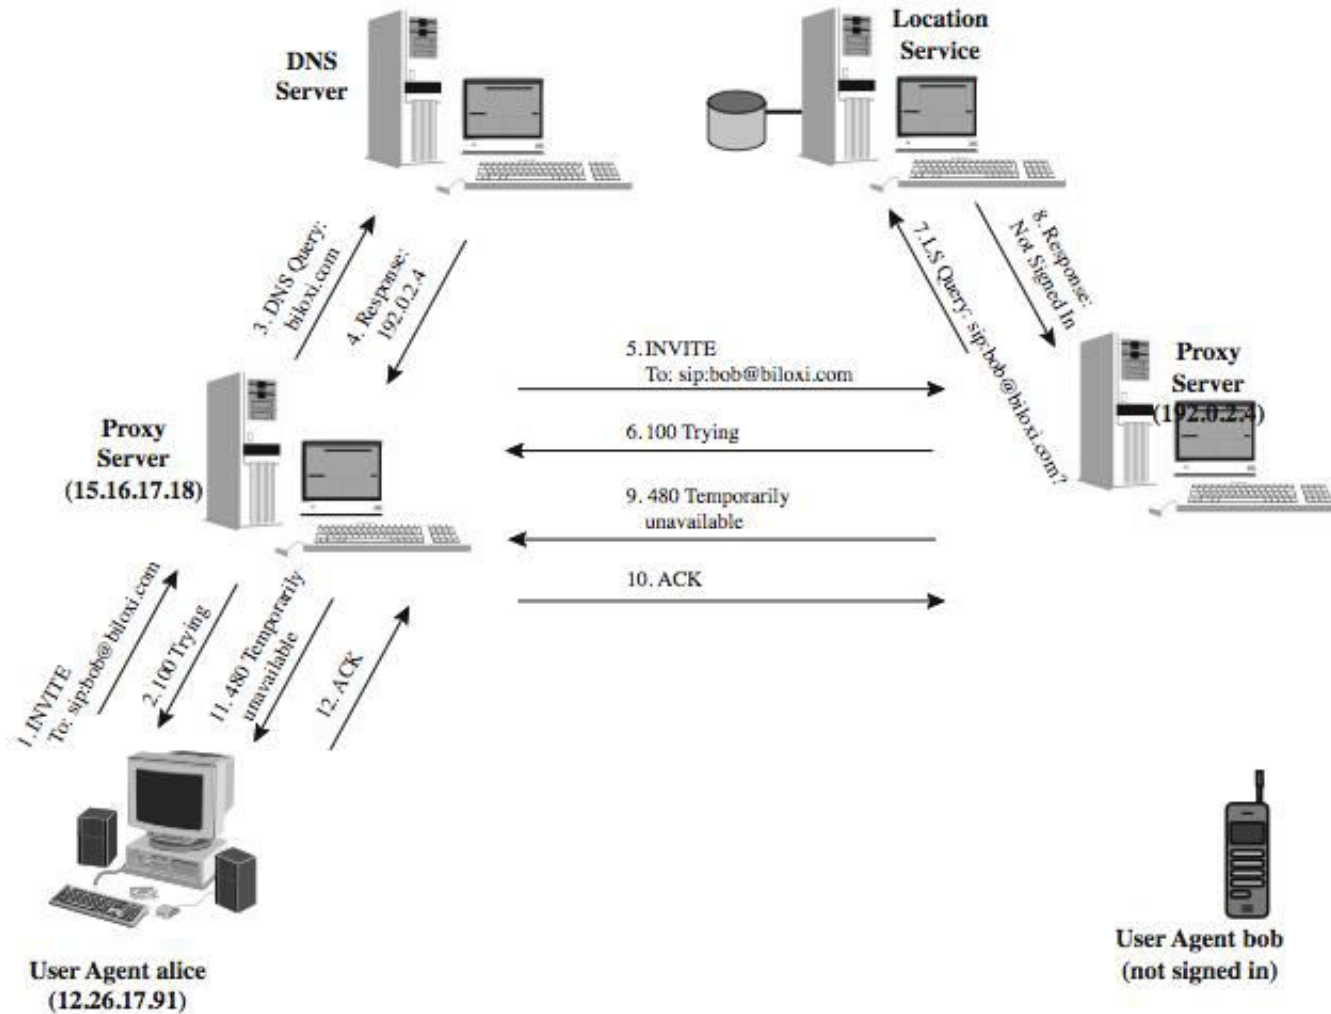 DNS
Server
Location
Service
3. DNS Query:
biloxi.com
4. Response:
192.0.2.4
7.LS Query: sip:bob@biloxi.com?
8. Response:
Not Signed In
5. INVITE
To: sip:bob@biloxi.com
Proxy
Server
(192.0.2.4)
6. 100 Trying
Proxy
Server
(15.16.17.18)
9. 480 Temporarily
unavailable
10. ACK
1. INVITE
To: sip:bob@biloxi.com
2. 100 Trying
11. 480 Temporarily
unavailable
12. ACK
User Agent alice
(12.26.17.91)
User Agent bob
(not signed in)